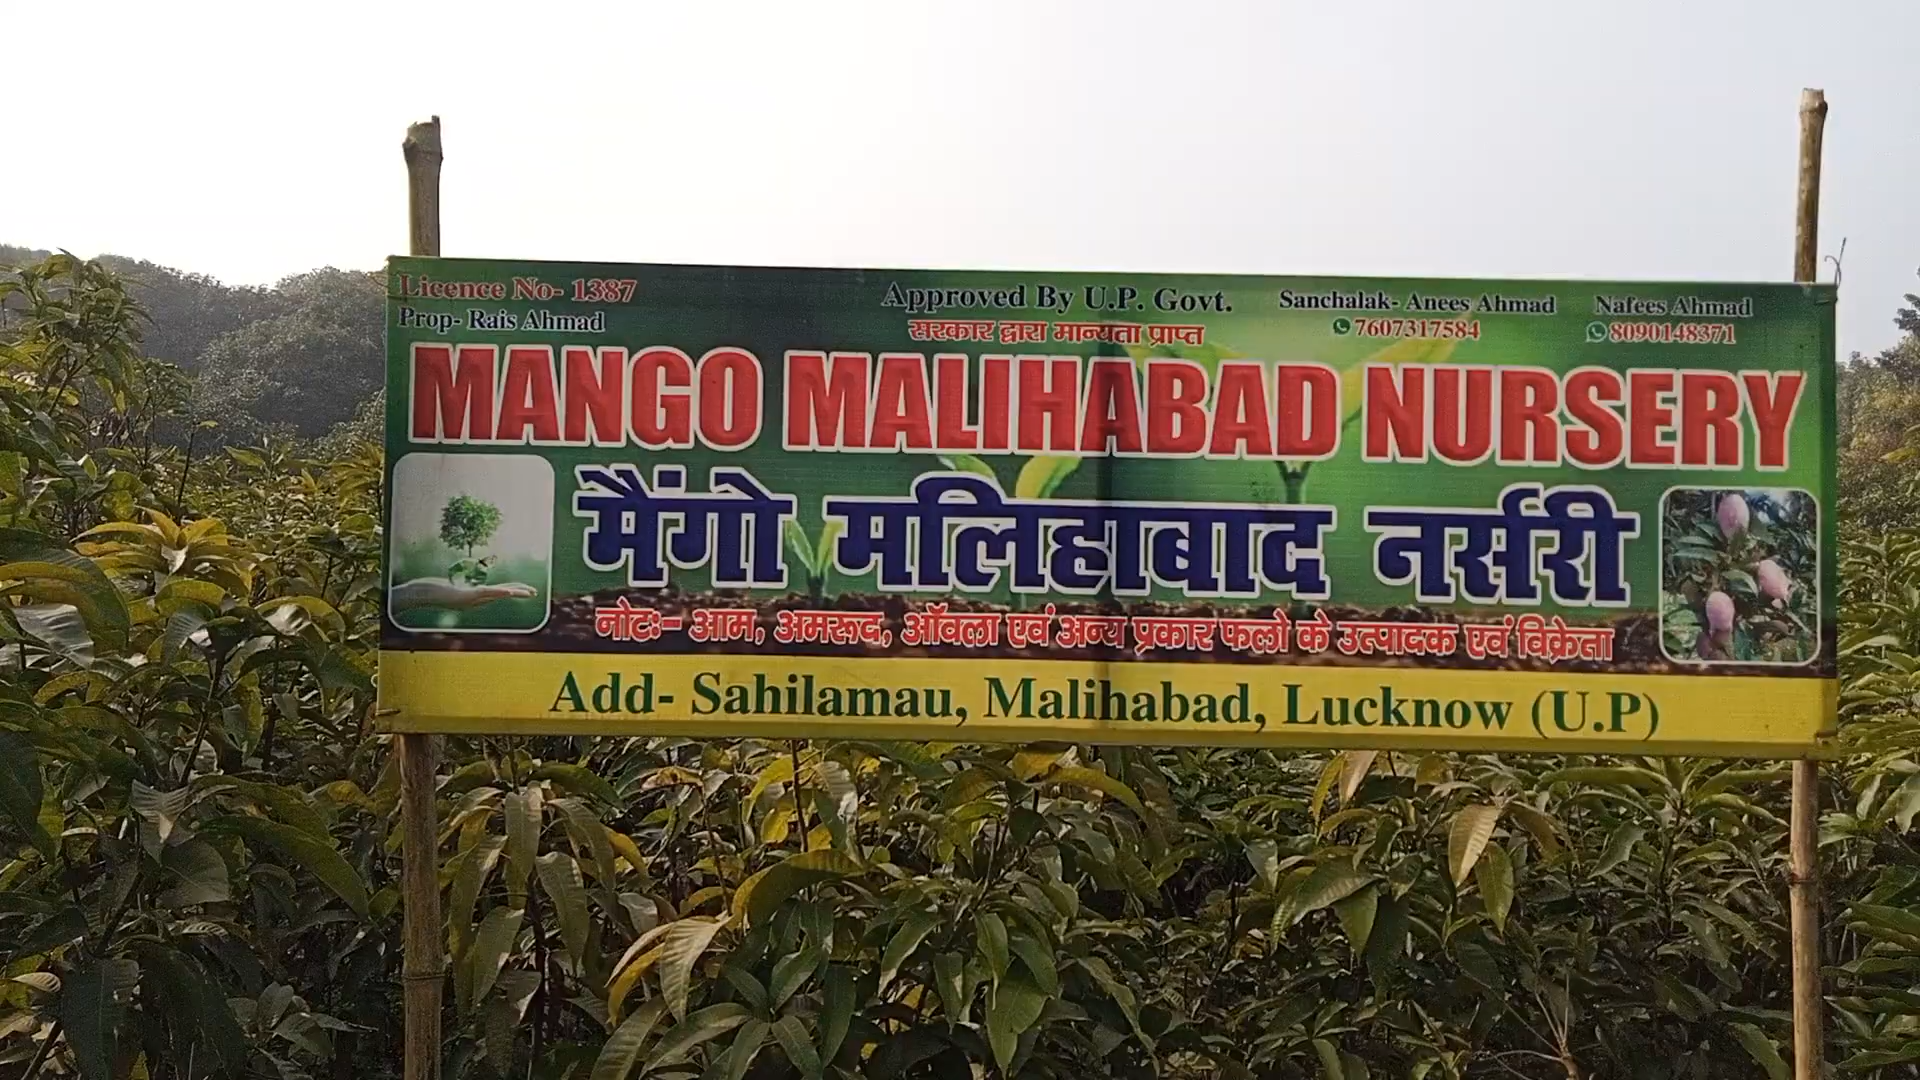 Licence No- 1387
Prop- Rais Ahmad
Approved By U.P. Govt.
सरकार द्वारा मान्यता प्राप्त
Sanchalak- Anees Ahmad
7607317584
Nafees Ahmad
8090148371
MANGO MALIHABAD NURSERY
मैंगो मलिहाबाद नर्सरी
नोटः- आम, अमरूद, ऑवला एवं अन्य प्रकार फलो के उत्पादक एवं विक्रेता
Add- Sahilamau, Malihabad, Lucknow (U.P)